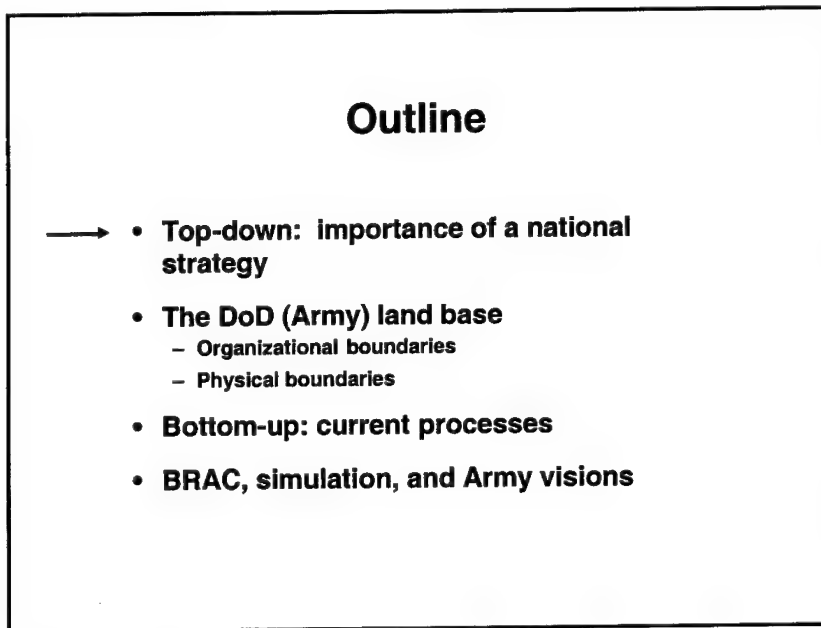 Outline
• Top-down: importance of a national
strategy
• The DoD (Army) land base
– Organizational boundaries
– Physical boundaries
• Bottom-up: current processes
• BRAC, simulation, and Army visions